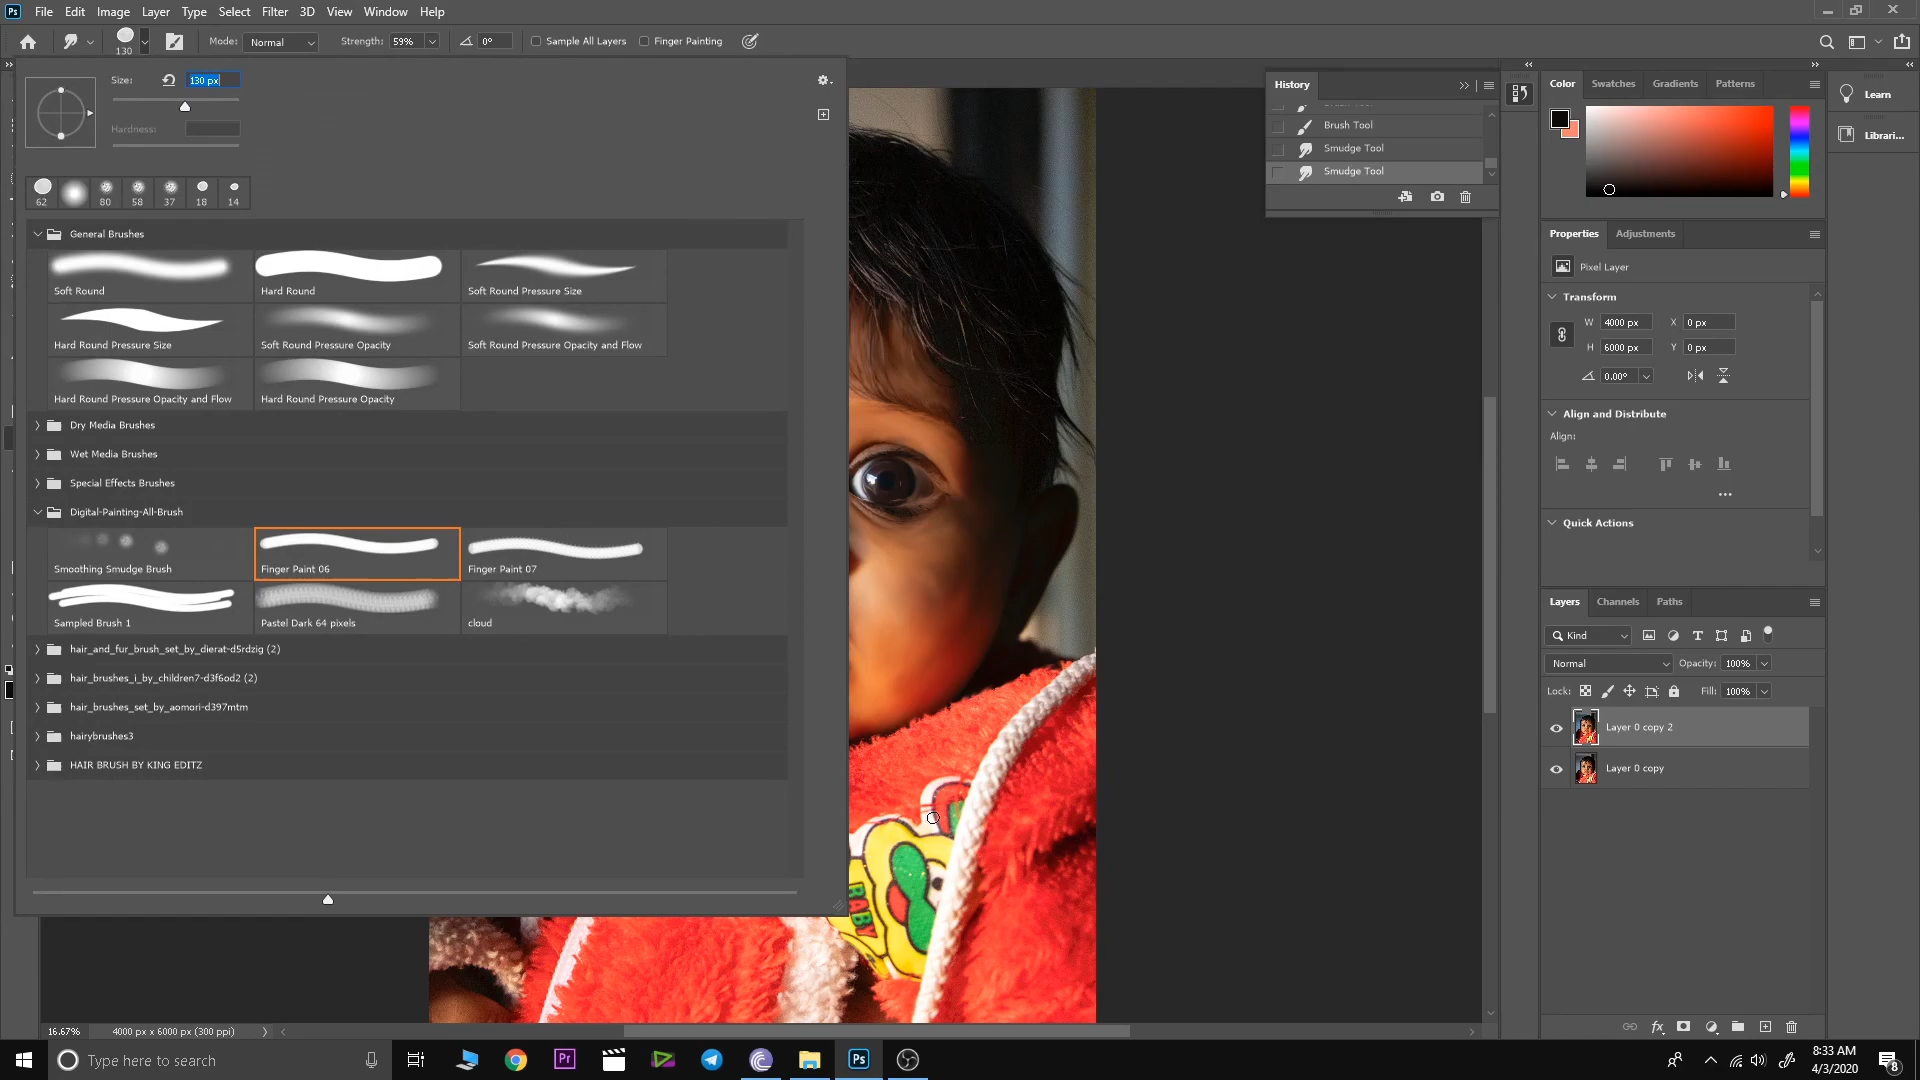 Ps File Edit Image Layer Type Select Filter 3D View Window Help
130 Mode: Normal Strength: 59% 0° Sample All Layers Finger Painting
Size: 130 px
Hardness:
62 80 58 37 18 14
General Brushes
Soft Round Hard Round Soft Round Pressure Size
Hard Round Pressure Size Soft Round Pressure Opacity Soft Round Pressure Opacity and Flow
Hard Round Pressure Opacity and Flow Hard Round Pressure Opacity
Dry Media Brushes
Wet Media Brushes
Special Effects Brushes
Digital-Painting-All-Brush
Smoothing Smudge Brush Finger Paint 06 Finger Paint 07
Sampled Brush 1 Pastel Dark 64 pixels cloud
hair_and_fur_brush_set_by_dierat-d5rdzig (2)
hair_brushes_i_by_children7-d3f6od2 (2)
hair_brushes_set_by_aomori-d397mtm
hairybrushes3
HAIR BRUSH BY KING EDITZ
BABY
History
Brush Tool
Smudge Tool
Smudge Tool
Color Swatches Gradients Patterns
Learn
Librari...
Properties Adjustments
Pixel Layer
Transform
W 4000 px X 0 px
H 6000 px Y 0 px
0.00°
Align and Distribute
Align:
Quick Actions
Layers Channels Paths
Kind
Normal Opacity: 100%
Lock: Fill: 100%
Layer 0 copy 2
Layer 0 copy
fx
16.67% 4000 px x 6000 px (300 ppi)
Type here to search
Pr
Ps
8:33 AM
4/3/2020
8